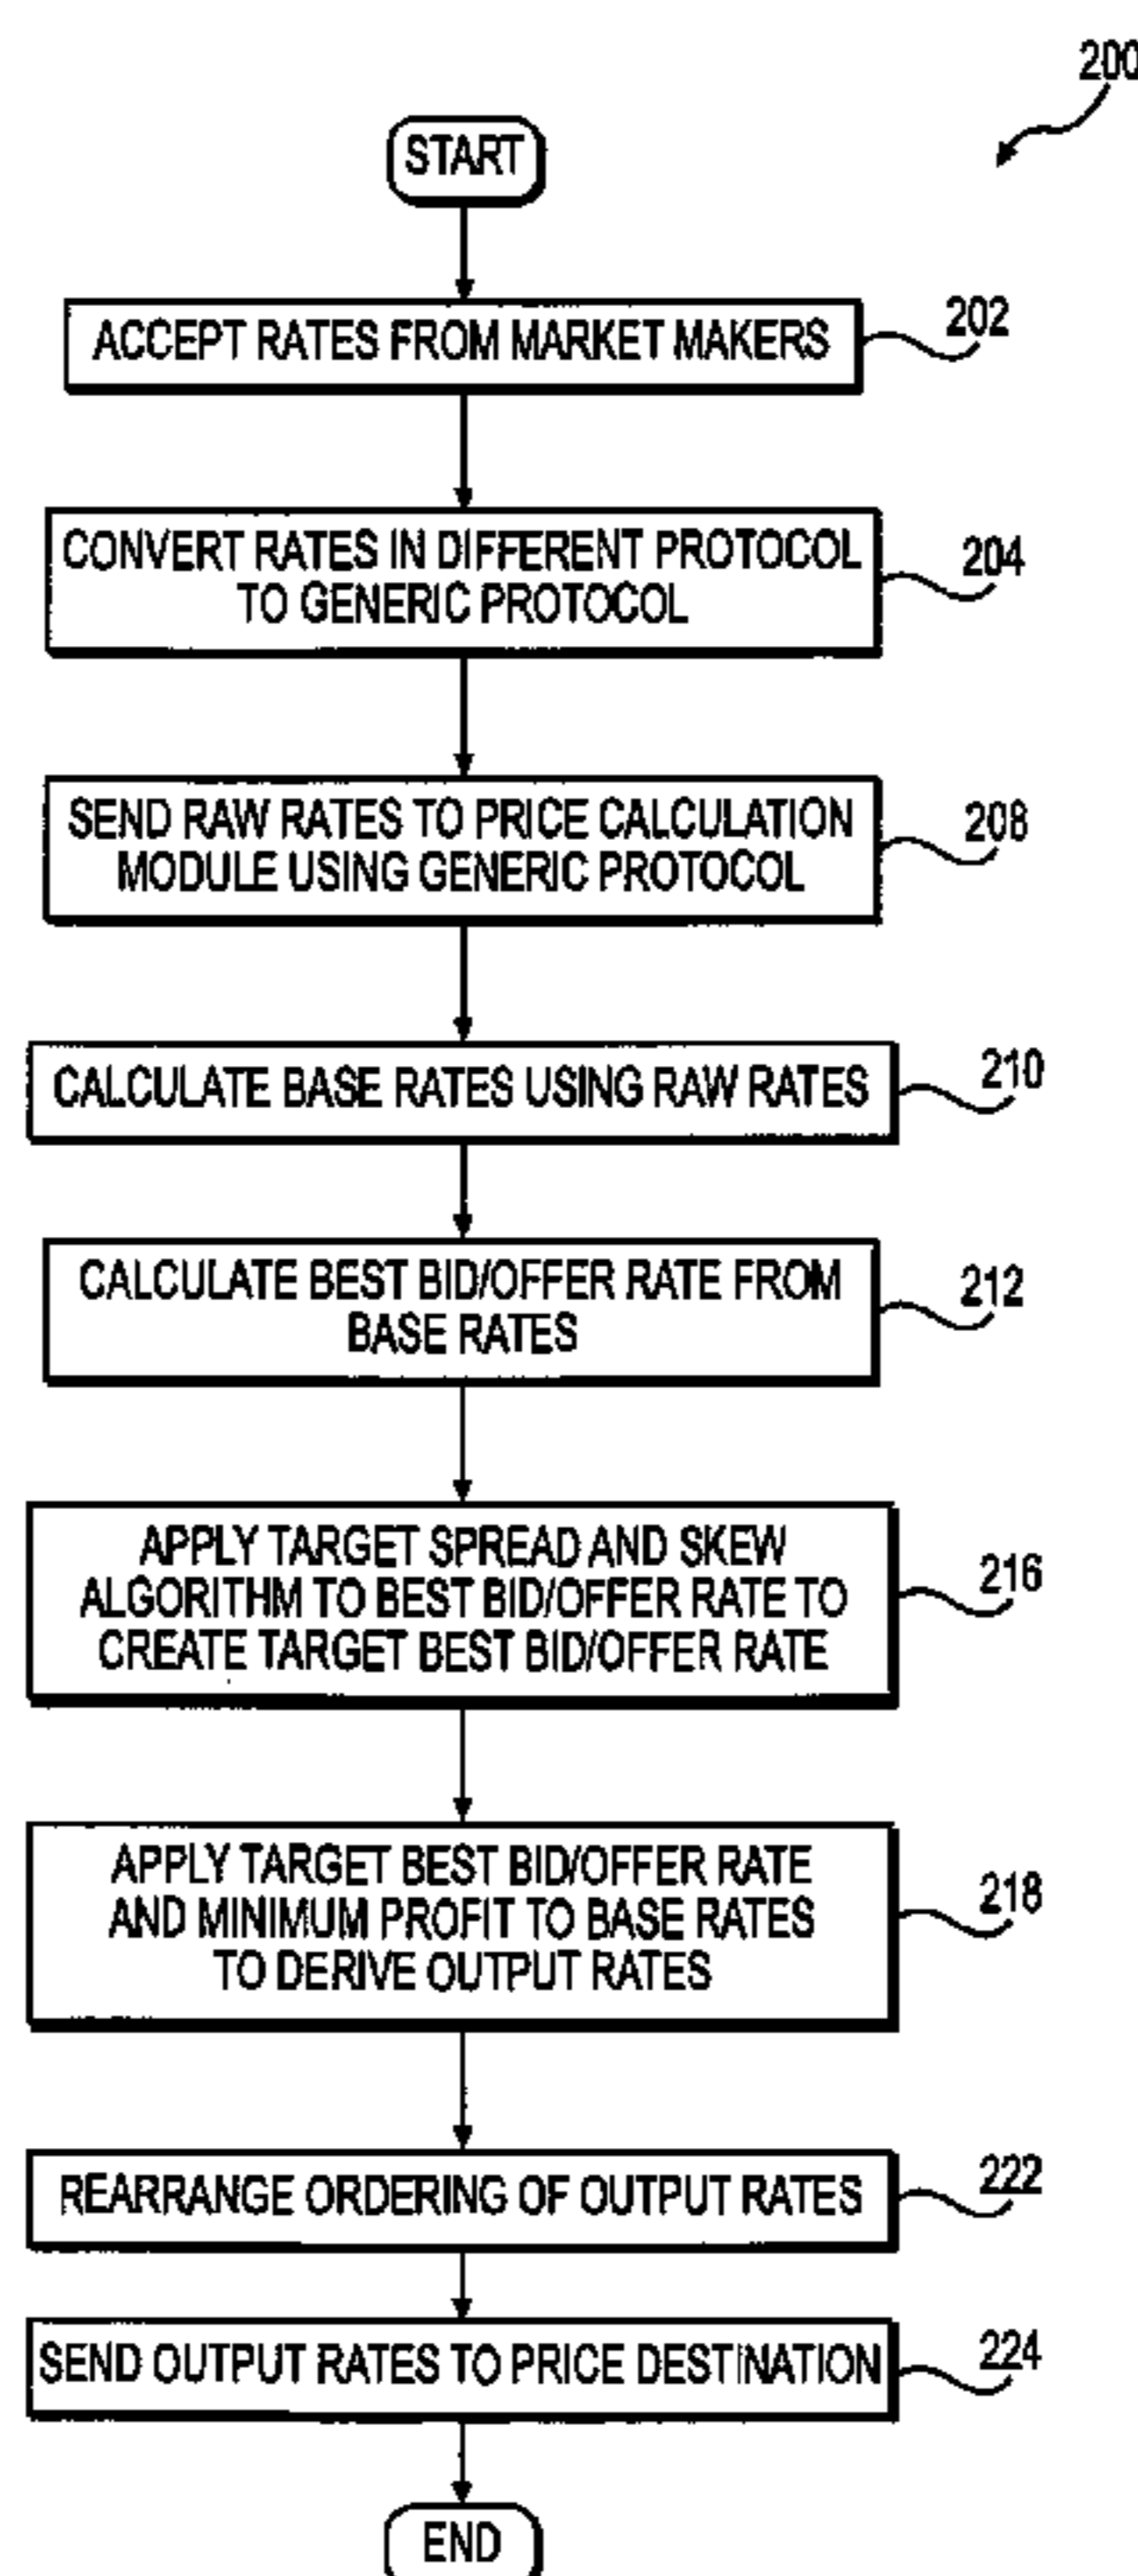 200
START
ACCEPT RATES FROM MARKET MAKERS
202
CONVERT RATES IN DIFFERENT PROTOCOL
TO GENERIC PROTOCOL
204
SEND RAW RATES TO PRICE CALCULATION
MODULE USING GENERIC PROTOCOL
208
CALCULATE BASE RATES USING RAW RATES
210
CALCULATE BEST BID/OFFER RATE FROM
BASE RATES
212
APPLY TARGET SPREAD AND SKEW
ALGORITHM TO BEST BID/OFFER RATE TO
CREATE TARGET BEST BID/OFFER RATE
216
APPLY TARGET BEST BID/OFFER RATE
AND MINIMUM PROFIT TO BASE RATES
TO DERIVE OUTPUT RATES
218
REARRANGE ORDERING OF OUTPUT RATES
222
SEND OUTPUT RATES TO PRICE DESTINATION
224
END